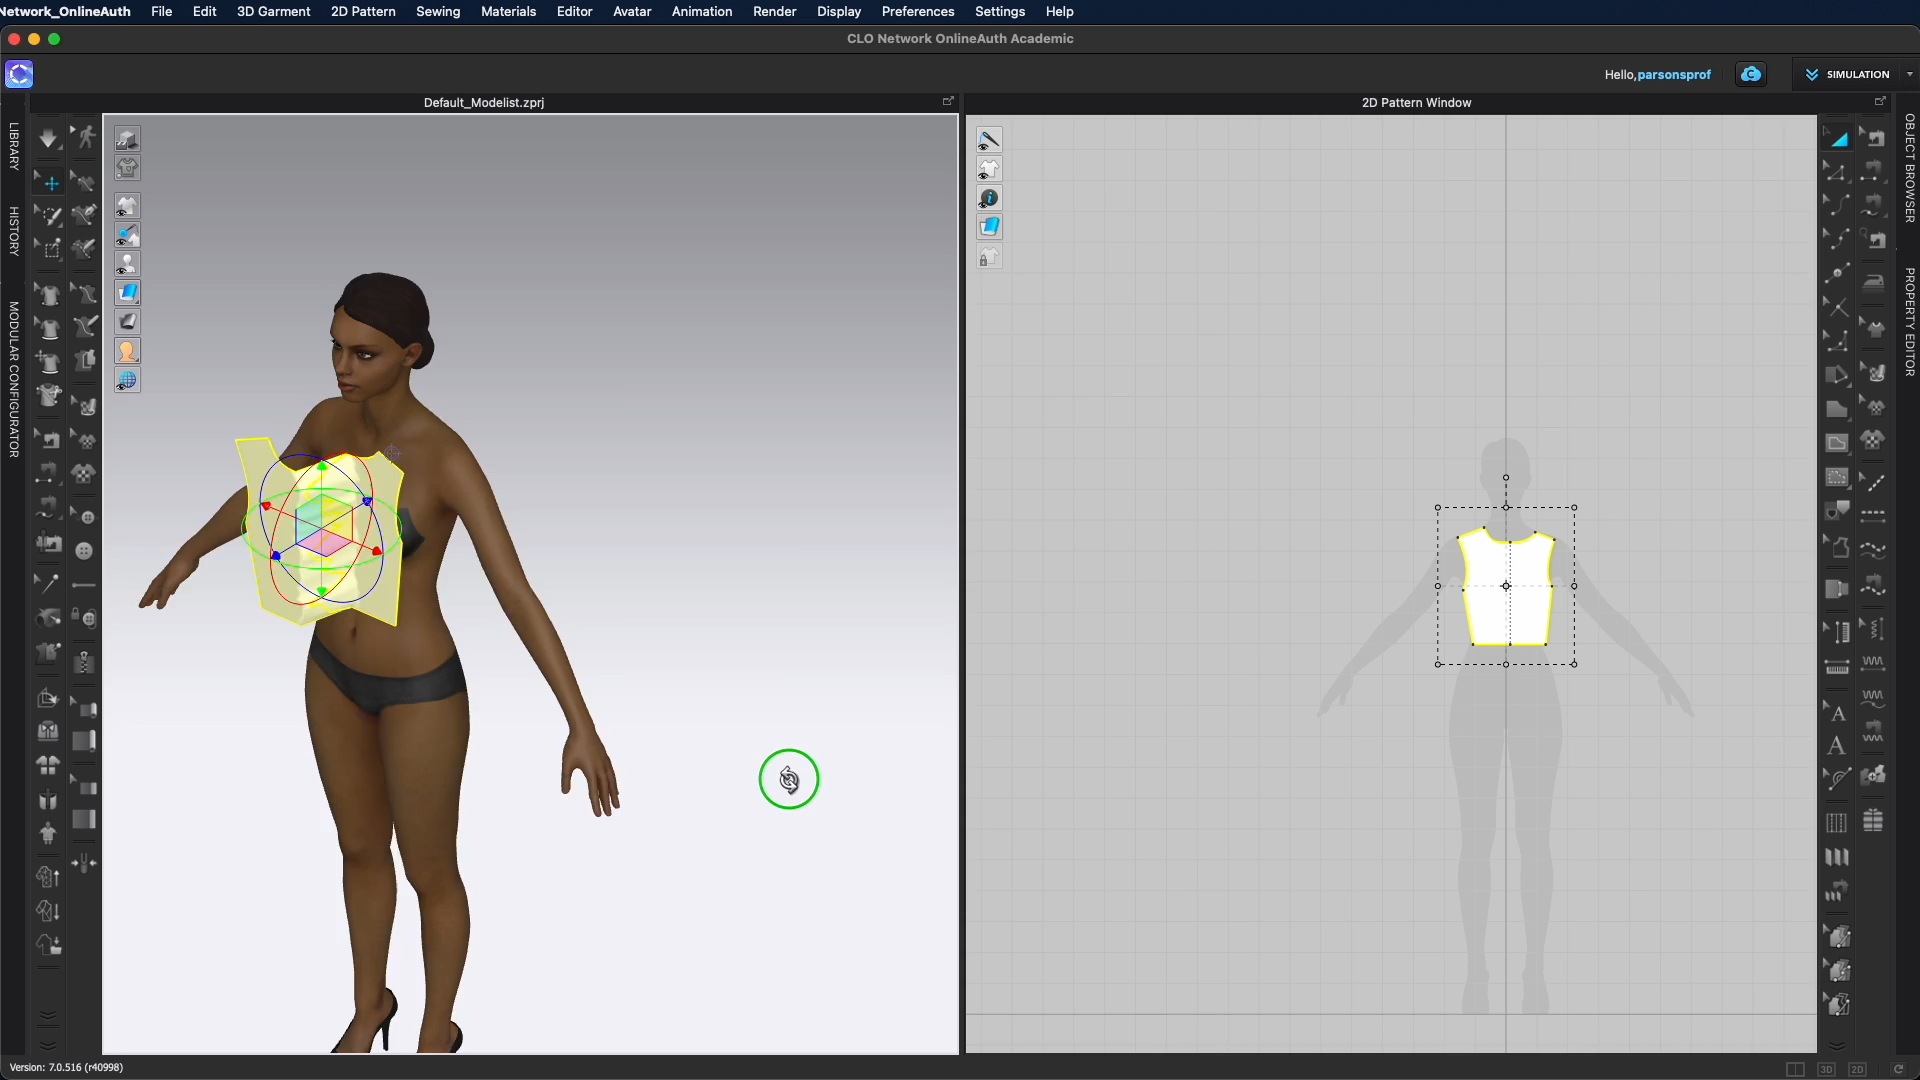 Network_OnlineAuth File Edit 3D Garment 2D Pattern Sewing Materials Editor Avatar Animation Render Display Preferences Settings Help
CLO Network OnlineAuth Academic
Hello,parsonsprof
SIMULATION
Default_Modelist.zprj
2D Pattern Window
LIBRARY
HISTORY
MODULAR CONFIGURATOR
OBJECT BROWSER
PROPERTY EDITOR
A
A
Version: 7.0.516 (r40998)
3D
2D